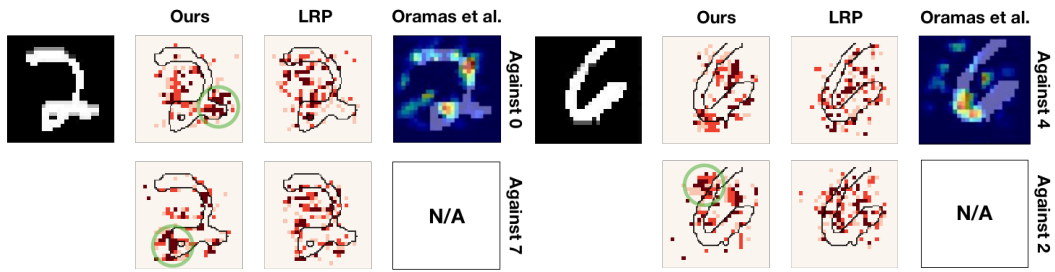 Ours LRP Oramas et al. Ours LRP Oramas et al.
Against 0 Against 4
N/A Against 7 N/A Against 2